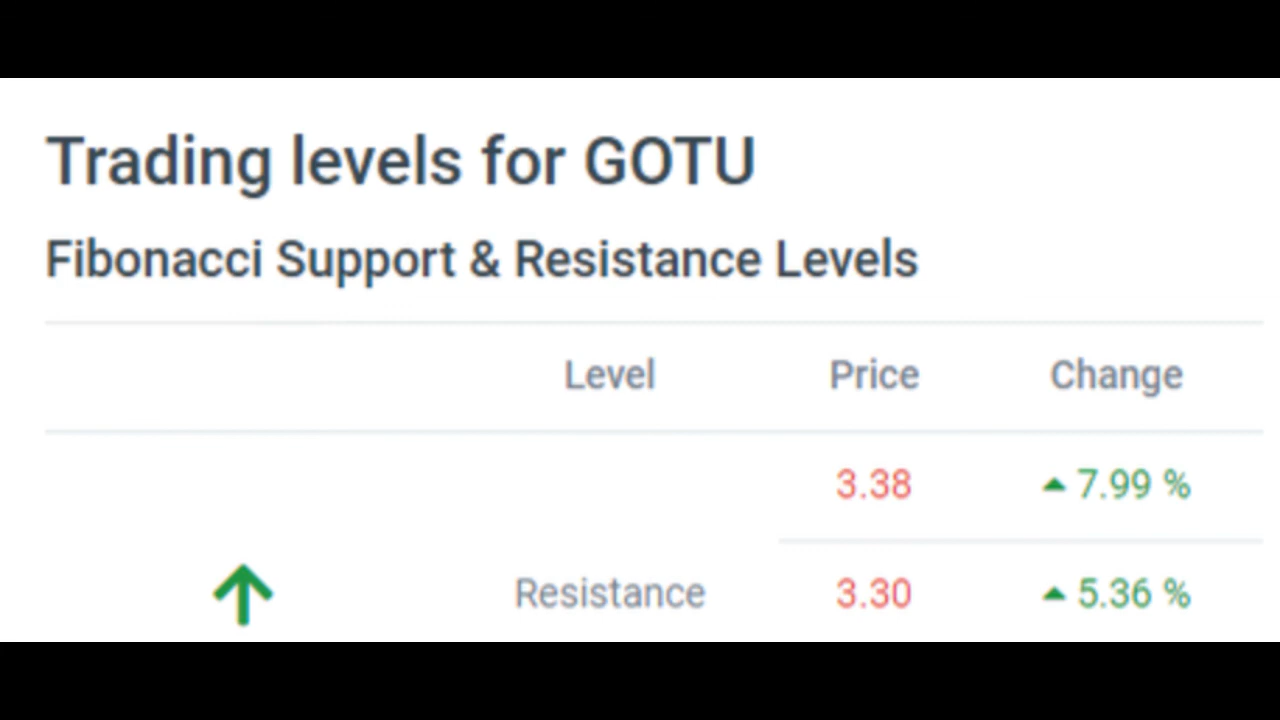 Trading levels for GOTU
Fibonacci Support & Resistance Levels
Level Price Change
3.38 7.99 %
Resistance 3.30 5.36 %